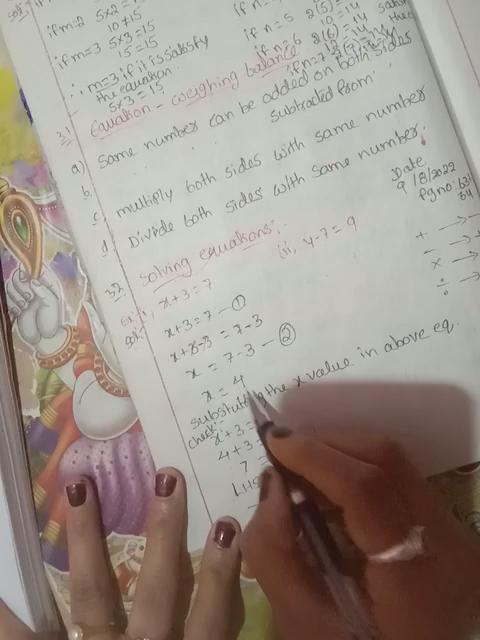 Sol:-
if m=2 5x2=
10≠15
if m=3 5x3=15
15=15
∴ m=3 if it is satisfy
the equation.
5x3=15
if n=5 2(5)=14
10=14
if n=6 2(6)=14
3.1 Equation - weighing balance
a) same number can be added on both sides
b subtracted from
c multiply both sides with same number
d Divide both sides with same number.
Date
9/8/2022
Pg no: 63
64
3.2 solving equations:-
Ex:- i, x+3=7 ii, y-7=9
sol:- x+3=7 - ①
x+3-3=7-3
x = 7-3 - ②
x = 4
substituting the x value in above eq.
check:- x+3=
4+3=
7 =
LHS
+ →
- → +
× →
÷ →